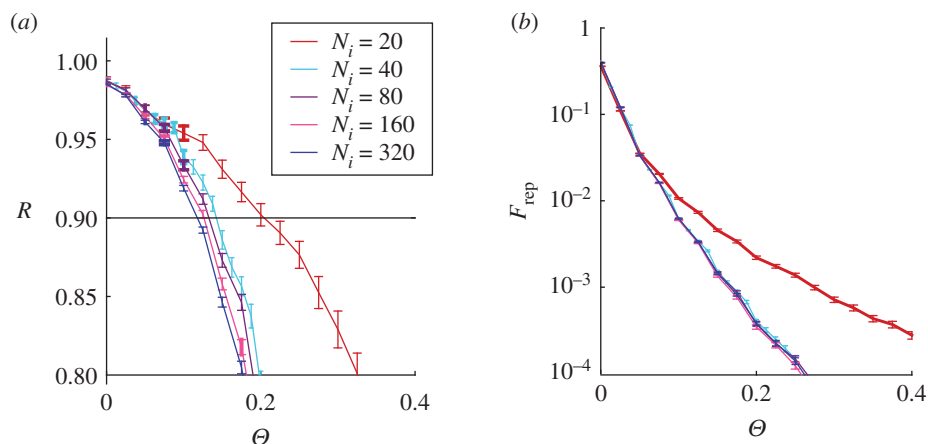 (a)
1.00
0.95
0.90
0.85
0.80
R
0
0.2
0.4
Θ
N_i = 20
N_i = 40
N_i = 80
N_i = 160
N_i = 320
(b)
1
10⁻¹
10⁻²
10⁻³
10⁻⁴
F_rep
0
0.2
0.4
Θ